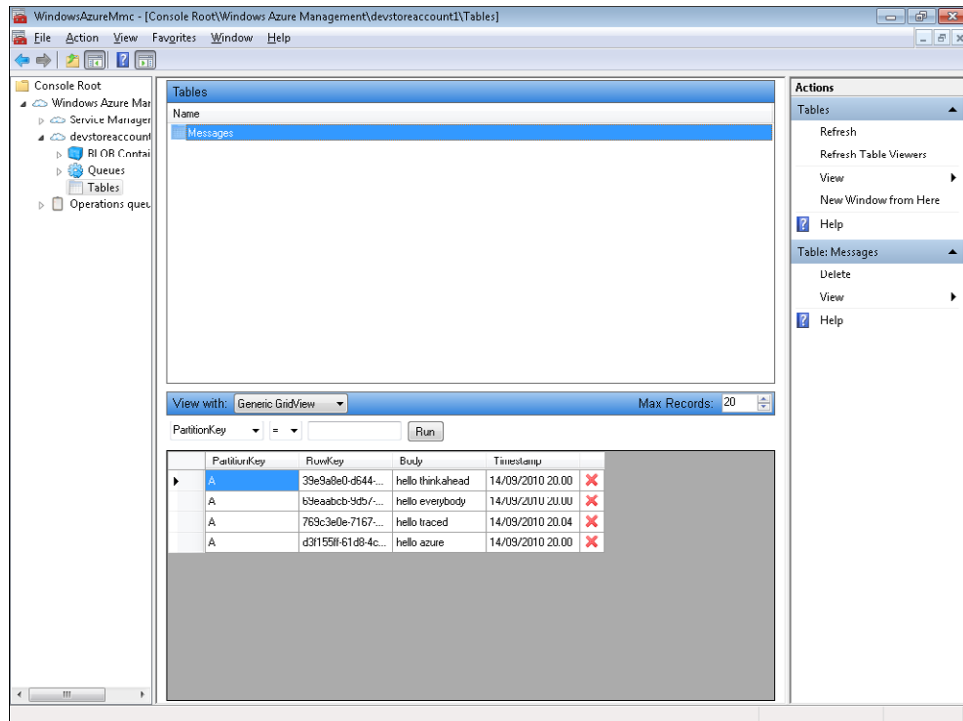 WindowsAzureMmc - [Console Root\Windows Azure Management\devstoreaccount1\Tables]
File Action View Favorites Window Help
Console Root
Windows Azure Mar
Service Manager
devstoreaccount
BLOB Contai
Queues
Tables
Operations queu
Tables
Name
Messages
View with: Generic GridView Max Records: 20
PartitionKey = Run
PartitionKey RowKey Body Timestamp
A 39e9a8e0-d644-... hello thinkahead 14/09/2010 20.00
A 69eaabcb-9d57-... hello everybody 14/09/2010 20.00
A 769c3e0e-7167-... hello traced 14/09/2010 20.04
A d3f155ff-61d8-4c... hello azure 14/09/2010 20.00
Actions
Tables
Refresh
Refresh Table Viewers
View
New Window from Here
Help
Table: Messages
Delete
View
Help